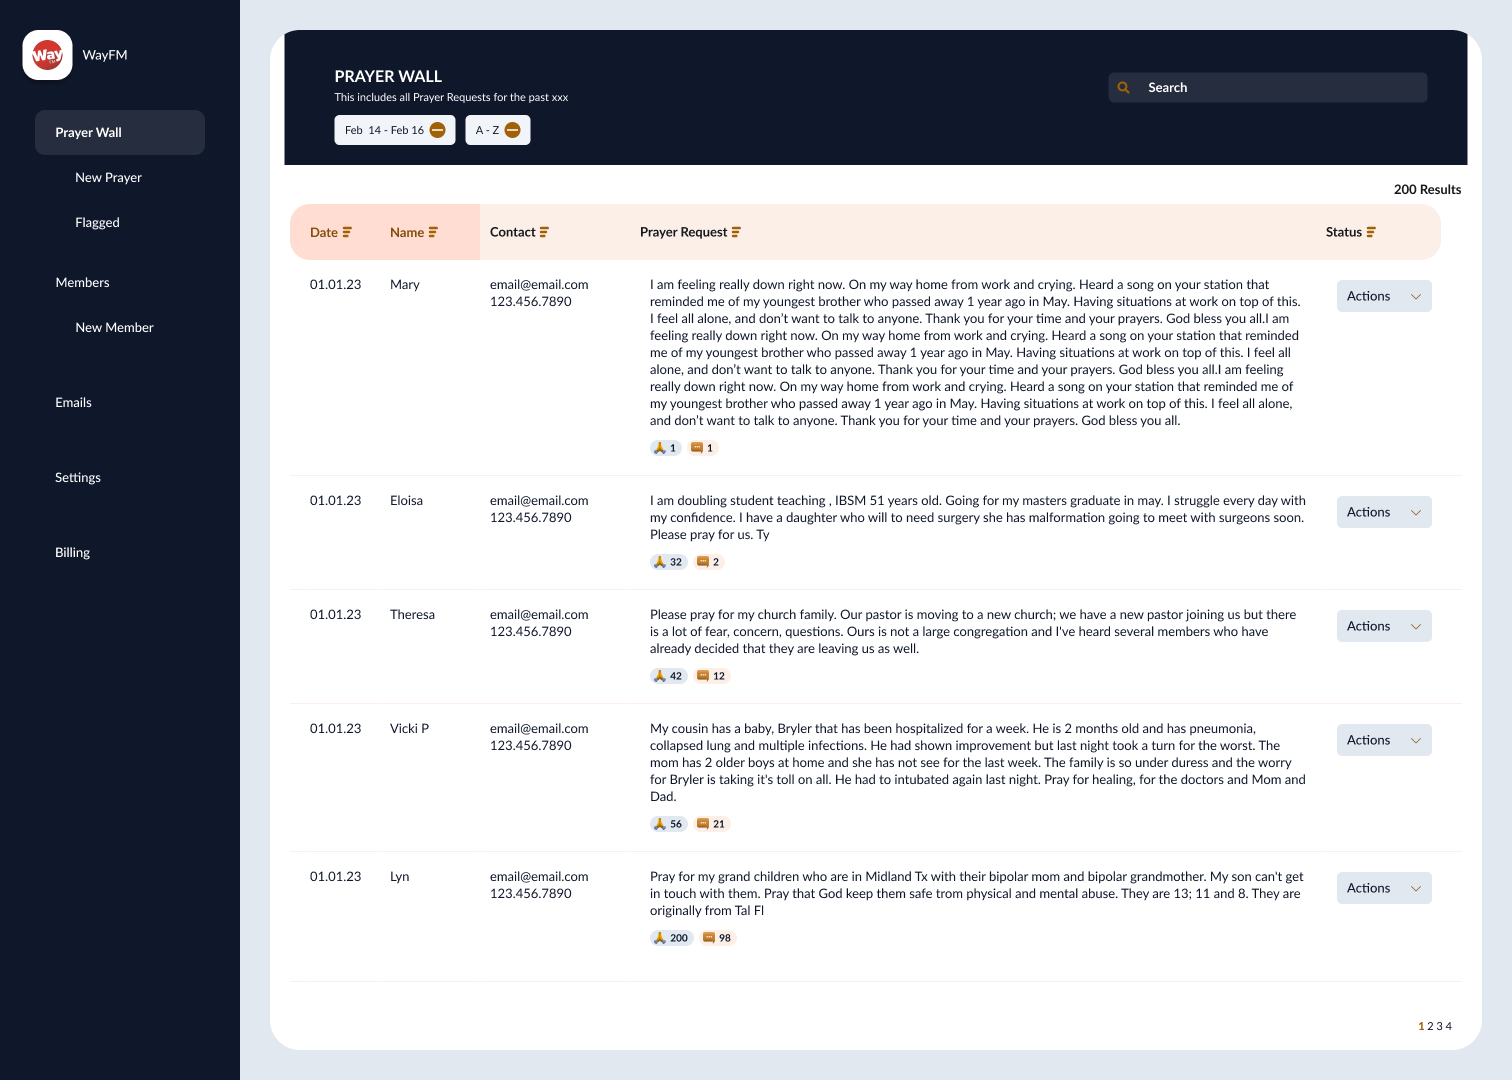 Way
WayFM
Prayer Wall
New Prayer
Flagged
Members
New Member
Emails
Settings
Billing
PRAYER WALL
This includes all Prayer Requests for the past xxx
Feb 14 - Feb 16
A - Z
Search
200 Results
Date Name Contact Prayer Request Status
01.01.23 Mary
email@email.com
123.456.7890
I am feeling really down right now. On my way home from work and crying. Heard a song on your station that
reminded me of my youngest brother who passed away 1 year ago in May. Having situations at work on top of this.
I feel all alone, and don't want to talk to anyone. Thank you for your time and your prayers. God bless you all.I am
feeling really down right now. On my way home from work and crying. Heard a song on your station that reminded
me of my youngest brother who passed away 1 year ago in May. Having situations at work on top of this. I feel all
alone, and don't want to talk to anyone. Thank you for your time and your prayers. God bless you all.I am feeling
really down right now. On my way home from work and crying. Heard a song on your station that reminded me of
my youngest brother who passed away 1 year ago in May. Having situations at work on top of this. I feel all alone,
and don't want to talk to anyone. Thank you for your time and your prayers. God bless you all.
1 1
Actions
01.01.23 Eloisa
email@email.com
123.456.7890
I am doubling student teaching , IBSM 51 years old. Going for my masters graduate in may. I struggle every day with
my confidence. I have a daughter who will to need surgery she has malformation going to meet with surgeons soon.
Please pray for us. Ty
32 2
Actions
01.01.23 Theresa
email@email.com
123.456.7890
Please pray for my church family. Our pastor is moving to a new church; we have a new pastor joining us but there
is a lot of fear, concern, questions. Ours is not a large congregation and I've heard several members who have
already decided that they are leaving us as well.
42 12
Actions
01.01.23 Vicki P
email@email.com
123.456.7890
My cousin has a baby, Bryler that has been hospitalized for a week. He is 2 months old and has pneumonia,
collapsed lung and multiple infections. He had shown improvement but last night took a turn for the worst. The
mom has 2 older boys at home and she has not see for the last week. The family is so under duress and the worry
for Bryler is taking it's toll on all. He had to intubated again last night. Pray for healing, for the doctors and Mom and
Dad.
56 21
Actions
01.01.23 Lyn
email@email.com
123.456.7890
Pray for my grand children who are in Midland Tx with their bipolar mom and bipolar grandmother. My son can't get
in touch with them. Pray that God keep them safe trom physical and mental abuse. They are 13; 11 and 8. They are
originally from Tal Fl
200 98
Actions
1 2 3 4